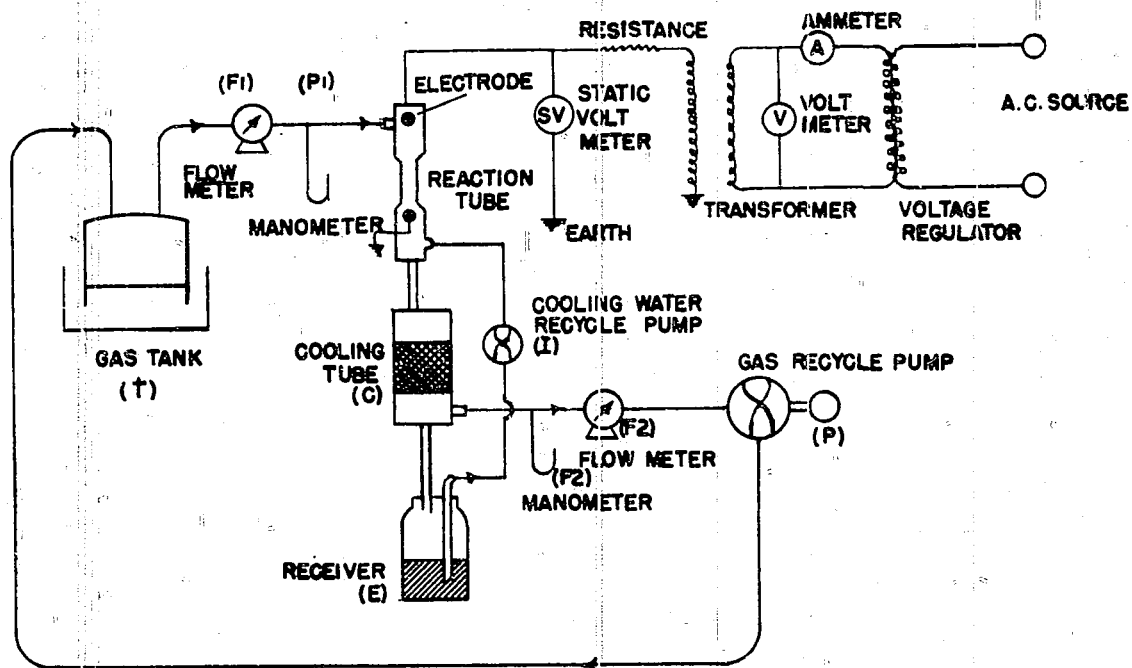 AMMETER
RESISTANCE
A
(F1)
(P1)
ELECTRODE
STATIC
VOLT
METER
SV
VOLT
METER
V
A.C. SOURCE
FLOW
METER
REACTION
TUBE
MANOMETER
EARTH
TRANSFORMER
VOLTAGE
REGULATOR
COOLING WATER
RECYCLE PUMP
(I)
GAS TANK
(†)
COOLING
TUBE
(C)
GAS RECYCLE PUMP
(P)
(F2)
FLOW METER
(P2)
MANOMETER
RECEIVER
(E)